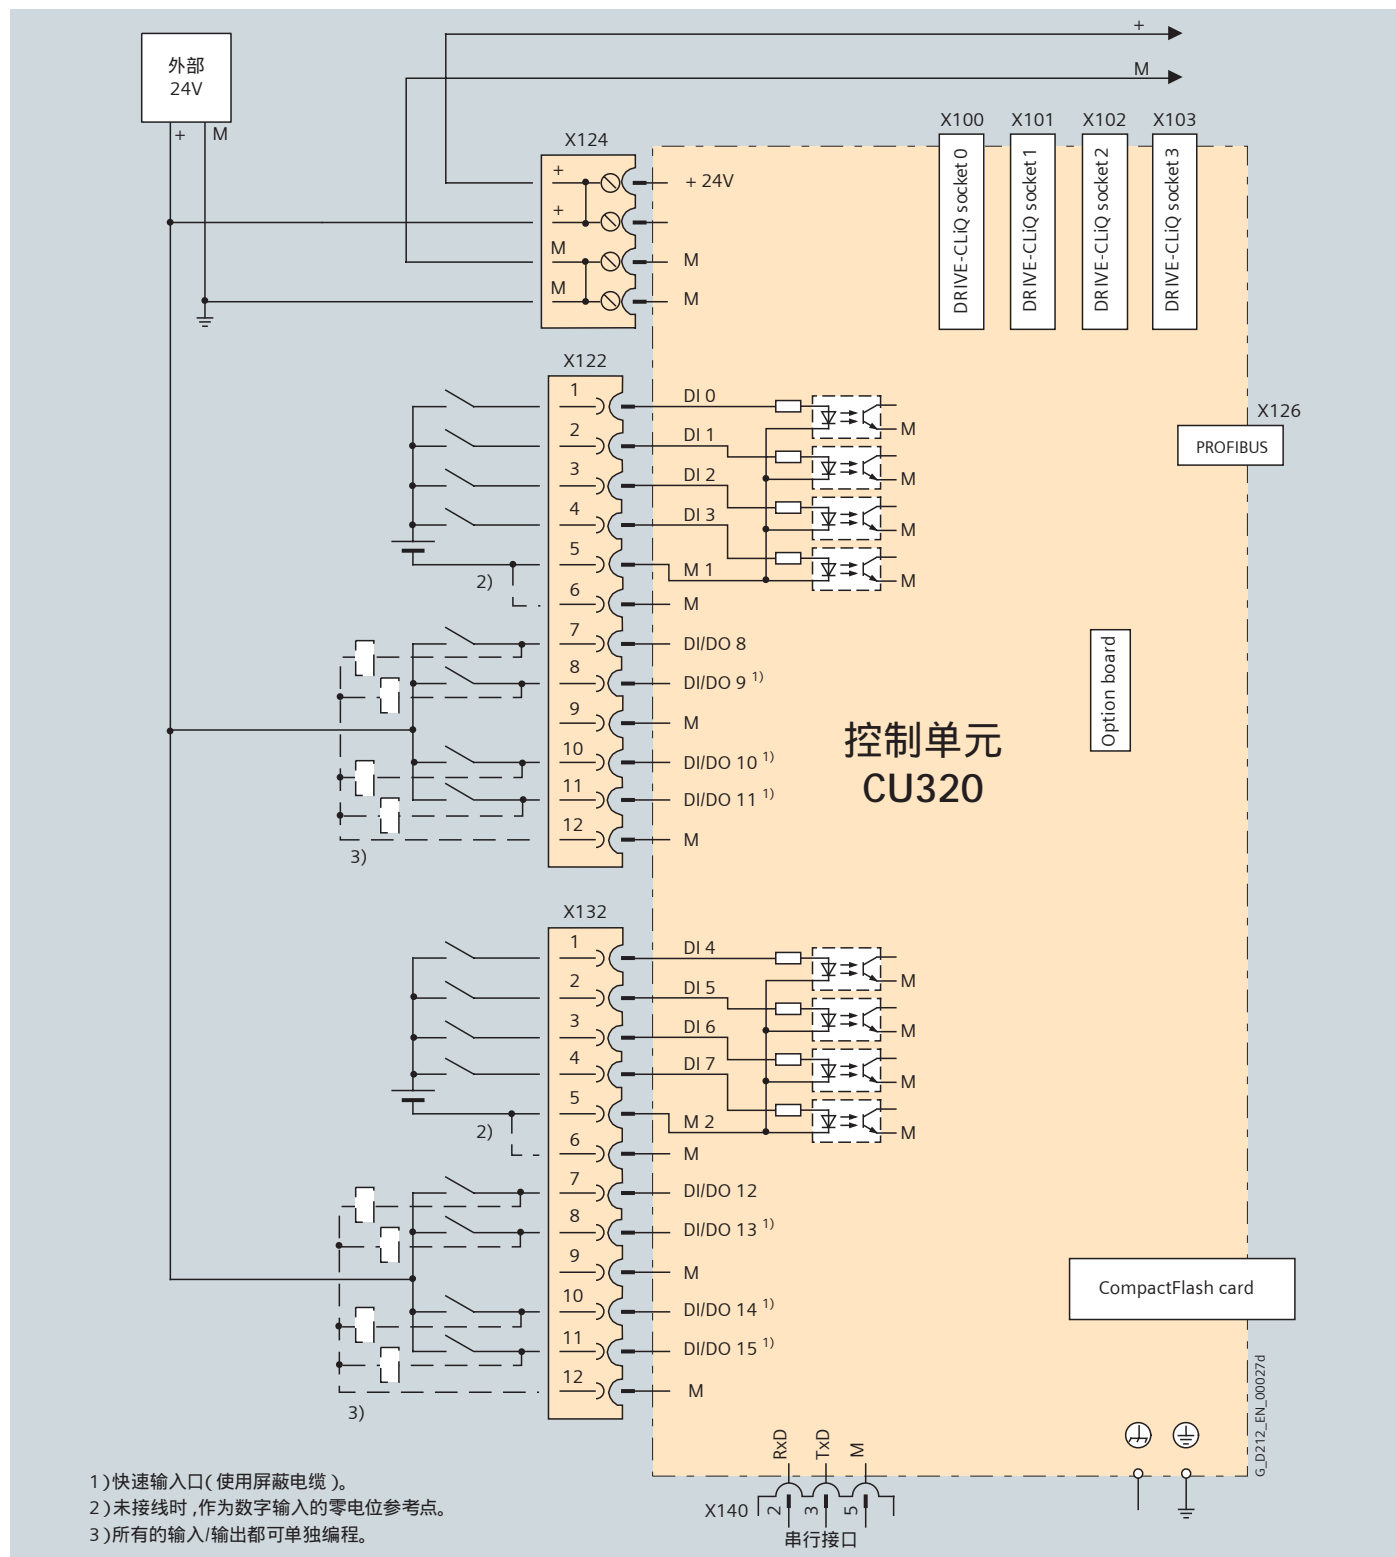 +
M
外部
24V
+ M
X100 X101 X102 X103
DRIVE-CLiQ socket 0
DRIVE-CLiQ socket 1
DRIVE-CLiQ socket 2
DRIVE-CLiQ socket 3
X124
+ + 24V
+
M M
M M
X122
1 DI 0
M
2 DI 1
M
3 DI 2
M
4 DI 3
M
5 M 1
2)
6 M
7 DI/DO 8
8 DI/DO 9 1)
9 M
10 DI/DO 10 1)
11 DI/DO 11 1)
12 M
3)
X126
PROFIBUS
Option board
控制单元
CU320
X132
1 DI 4
M
2 DI 5
M
3 DI 6
M
4 DI 7
M
5 M 2
2)
6 M
7 DI/DO 12
8 DI/DO 13 1)
9 M
10 DI/DO 14 1)
11 DI/DO 15 1)
12 M
3)
CompactFlash card
G_D212_EN_00027d
RxD TxD M
X140 2 3 5
串行接口
1)快速输入口(使用屏蔽电缆)。
2)未接线时,作为数字输入的零电位参考点。
3)所有的输入/输出都可单独编程。